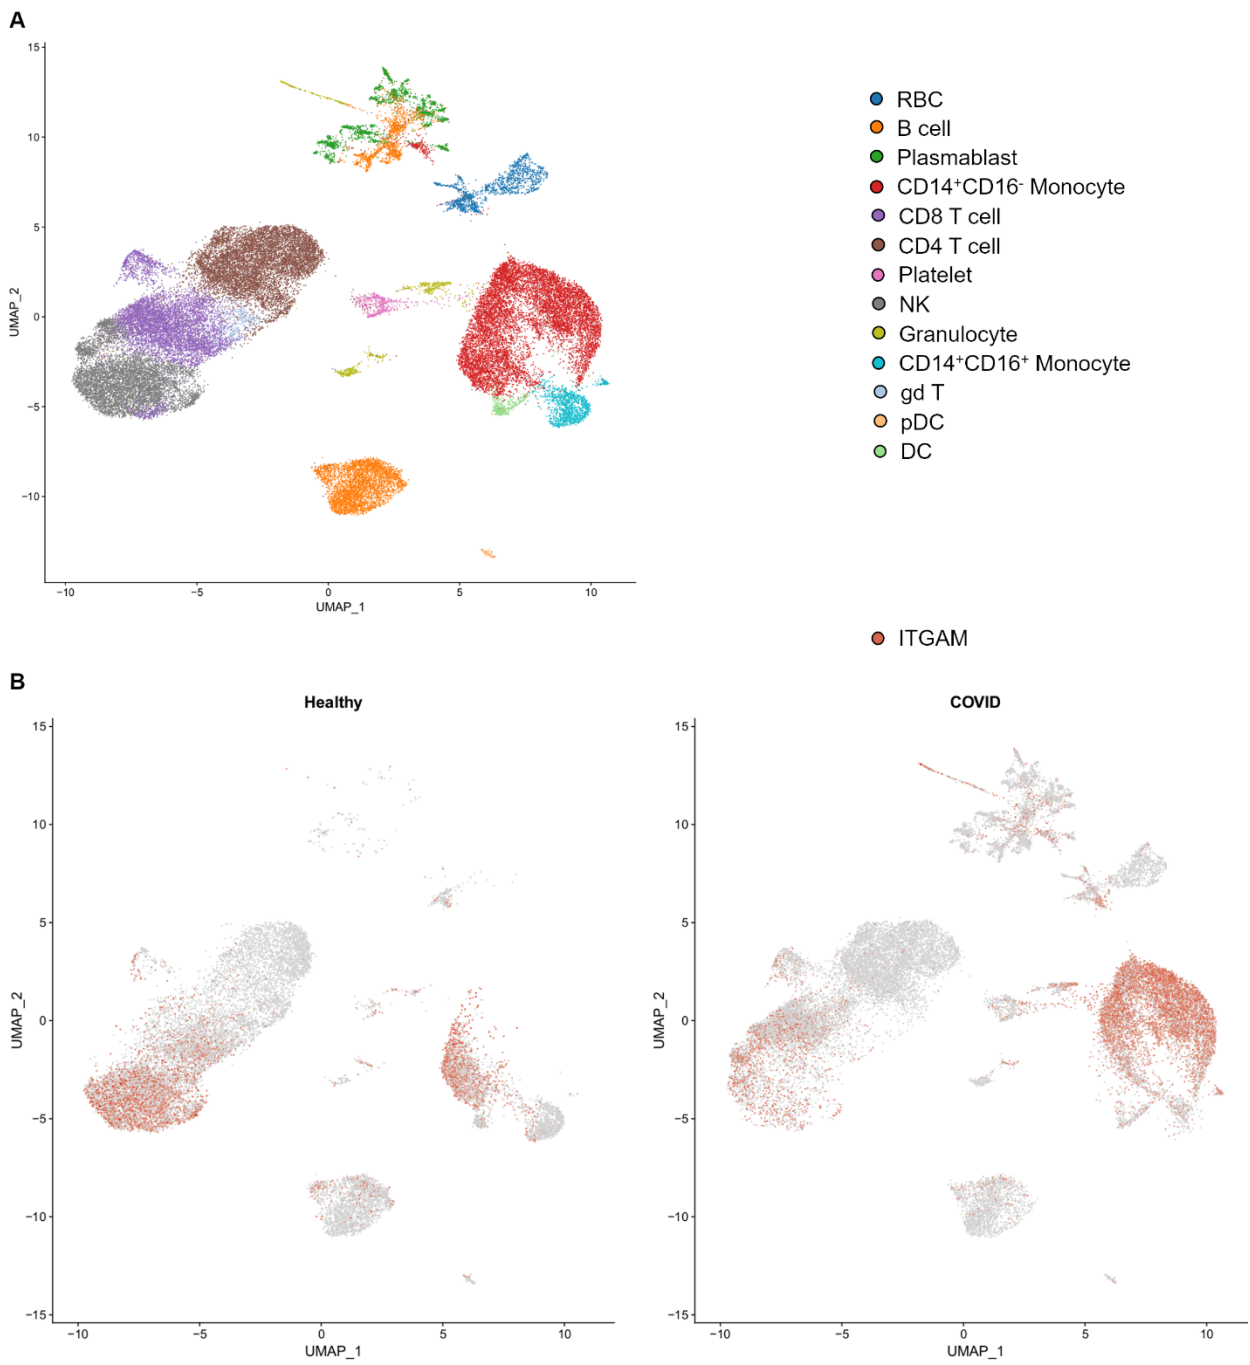 A
15
10
5
0
−5
−10
UMAP_2
−10
−5
0
5
10
UMAP_1
RBC
B cell
Plasmablast
CD14⁺CD16⁻ Monocyte
CD8 T cell
CD4 T cell
Platelet
NK
Granulocyte
CD14⁺CD16⁺ Monocyte
gd T
pDC
DC
ITGAM
B
Healthy
15
10
5
0
−5
−10
−15
UMAP_2
−10
−5
0
5
10
UMAP_1
COVID
15
10
5
0
−5
−10
−15
UMAP_2
−10
−5
0
5
10
UMAP_1